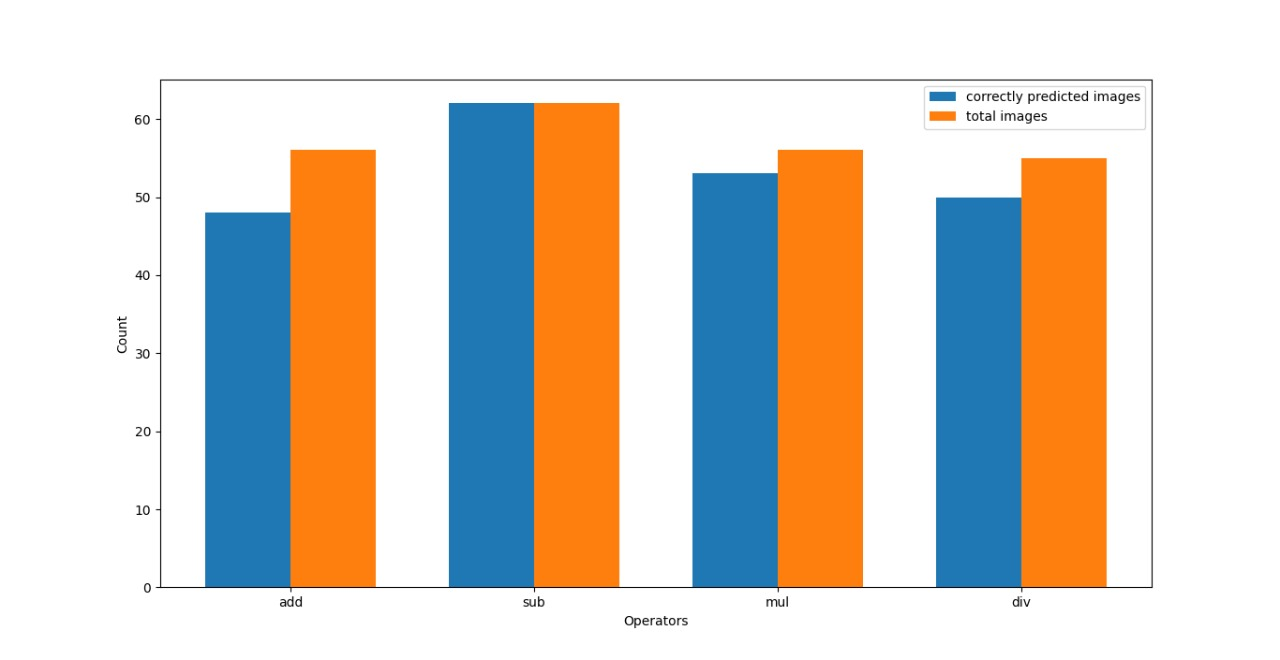 correctly predicted images
total images
60
50
40
30
20
10
0
Count
add sub mul div
Operators